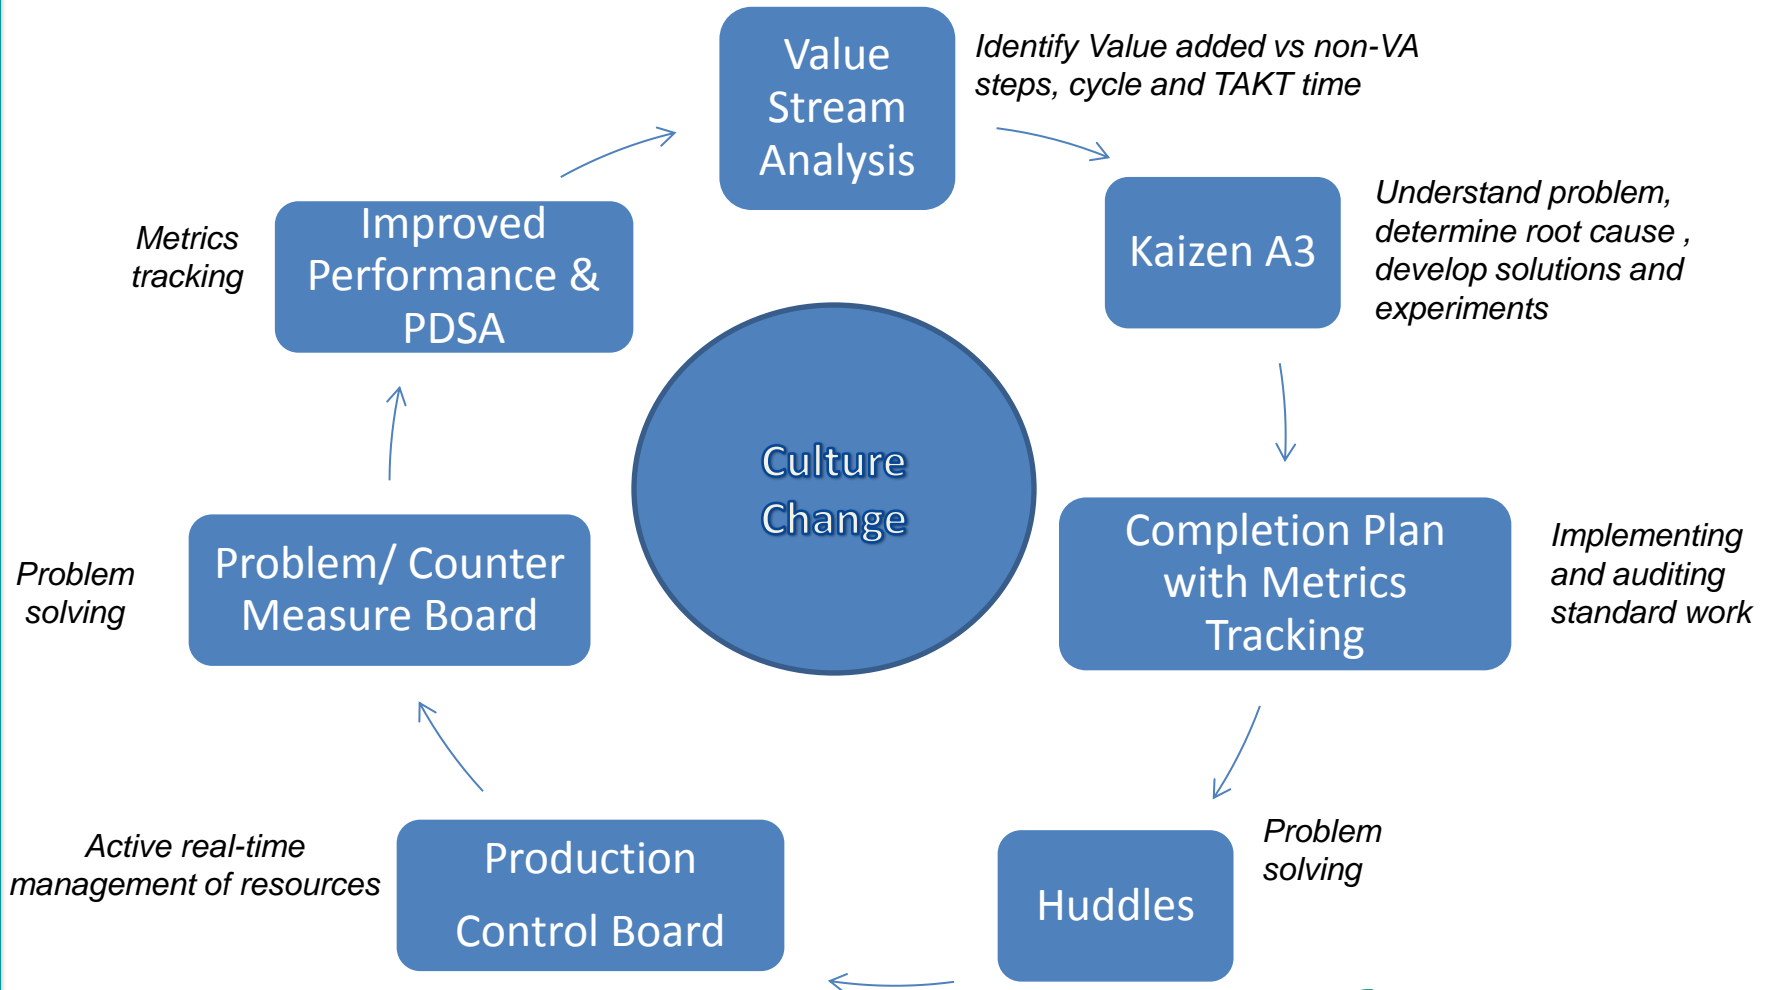 Value
Stream
Analysis
Identify Value added vs non-VA
steps, cycle and TAKT time
Kaizen A3
Understand problem,
determine root cause ,
develop solutions and
experiments
Completion Plan
with Metrics
Tracking
Implementing
and auditing
standard work
Huddles
Problem
solving
Production
Control Board
Active real-time
management of resources
Problem/ Counter
Measure Board
Problem
solving
Improved
Performance &
PDSA
Metrics
tracking
Culture
Change